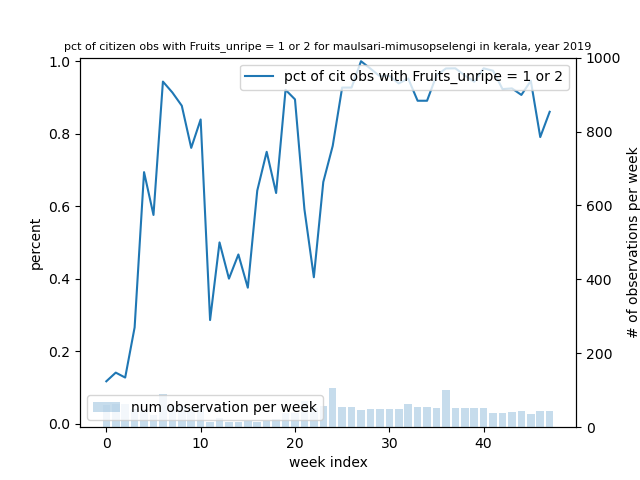 pct of citizen obs with Fruits_unripe = 1 or 2 for maulsari-mimusopselengi in kerala, year 2019
pct of cit obs with Fruits_unripe = 1 or 2
num observation per week
percent
1.0
0.8
0.6
0.4
0.2
0.0
# of observations per week
1000
800
600
400
200
0
0 10 20 30 40
week index